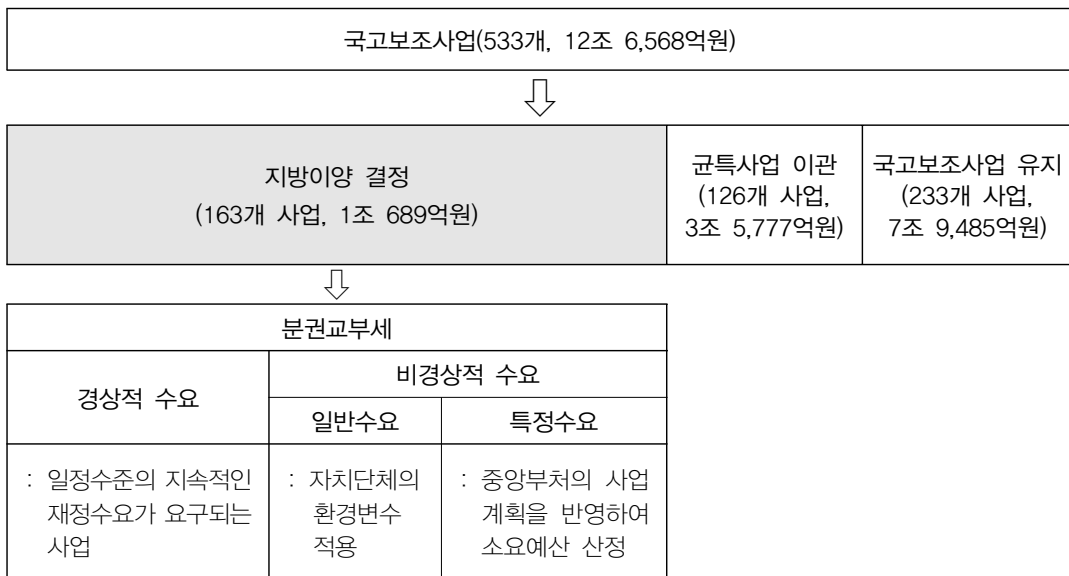 국고보조사업(533개, 12조 6,568억원)
지방이양 결정
(163개 사업, 1조 689억원)
균특사업 이관
(126개 사업,
3조 5,777억원)
국고보조사업 유지
(233개 사업,
7조 9,485억원)
분권교부세
경상적 수요
비경상적 수요
일반수요
특정수요
: 일정수준의 지속적인
재정수요가 요구되는
사업
: 자치단체의
환경변수
적용
: 중앙부처의 사업
계획을 반영하여
소요예산 산정